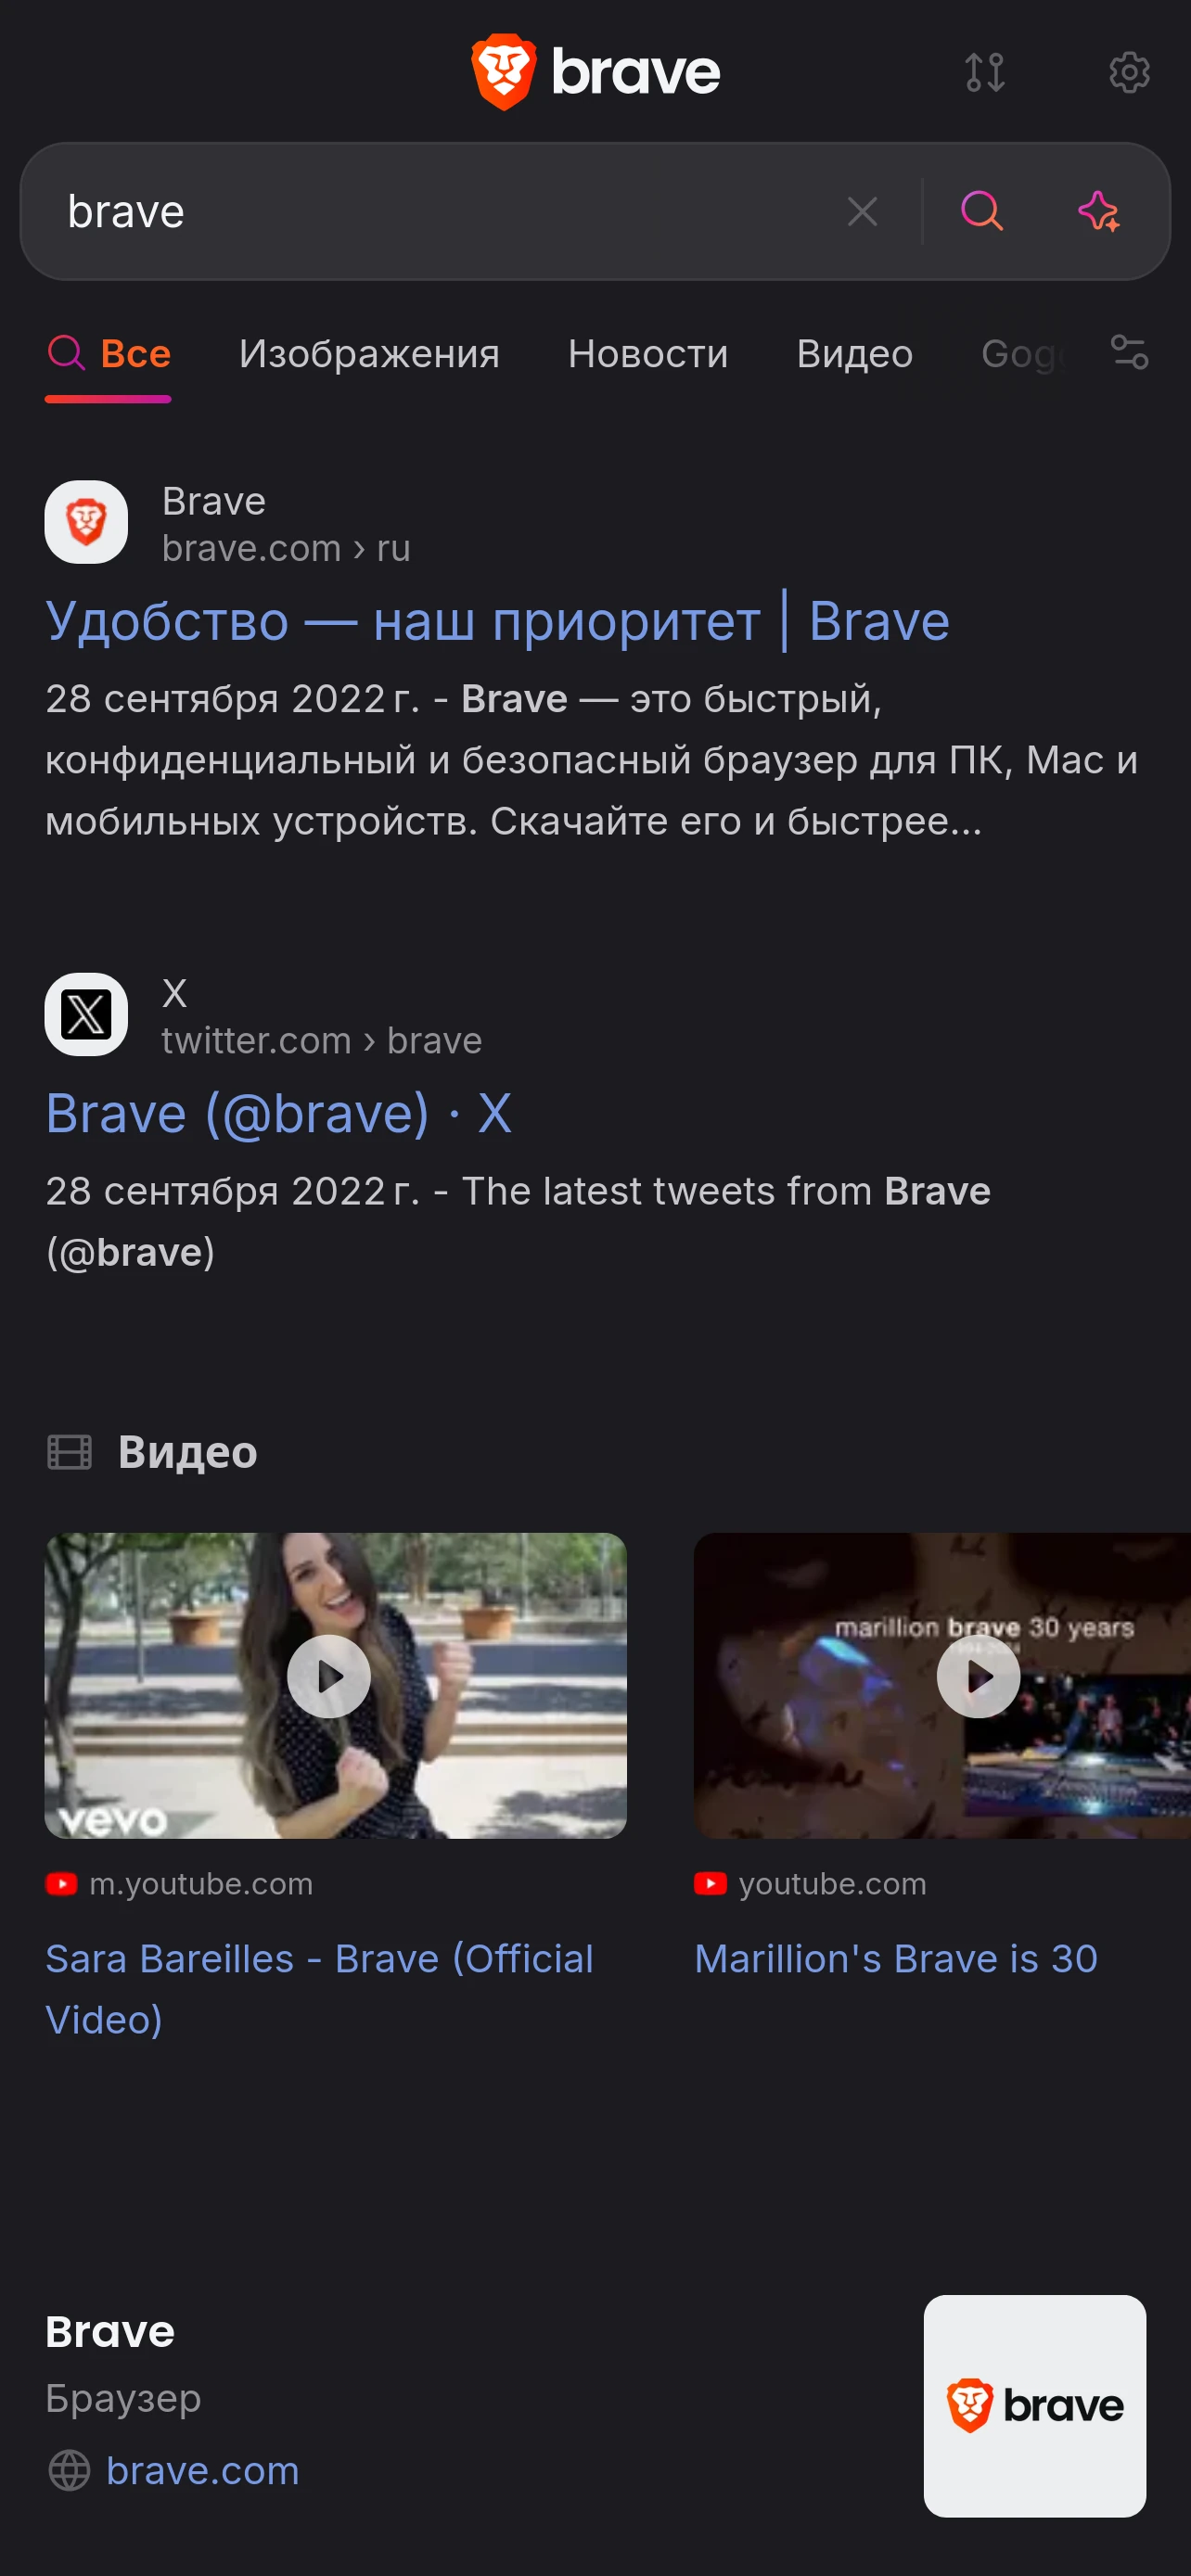 brave
brave
Все Изображения Новости Видео
Brave
brave.com › ru
Удобство — наш приоритет | Brave
28 сентября 2022 г. - Brave — это быстрый,
конфиденциальный и безопасный браузер для ПК, Mac и
мобильных устройств. Скачайте его и быстрее...
X
twitter.com › brave
Brave (@brave) · X
28 сентября 2022 г. - The latest tweets from Brave
(@brave)
Видео
marillion brave 30 years
vevo
m.youtube.com
youtube.com
Sara Bareilles - Brave (Official
Video)
Marillion's Brave is 30
Brave
Браузер
brave.com
brave